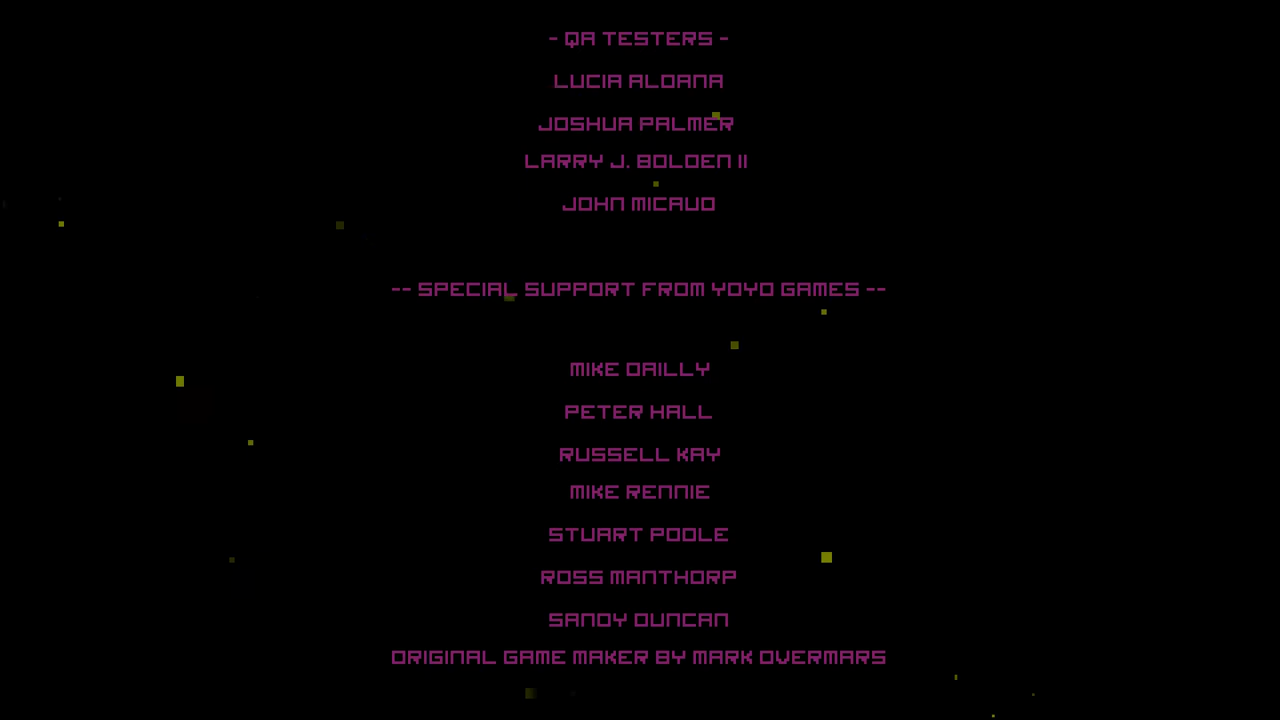 - QA TESTERS -
LUCIA ALDANA
JOSHUA PALMER
LARRY J. BOLDEN II
JOHN MICAUD
-- SPECIAL SUPPORT FROM YOYO GAMES --
MIKE DAILLY
PETER HALL
RUSSELL KAY
MIKE RENNIE
STUART POOLE
ROSS MANTHORP
SANDY DUNCAN
ORIGINAL GAME MAKER BY MARK OVERMARS